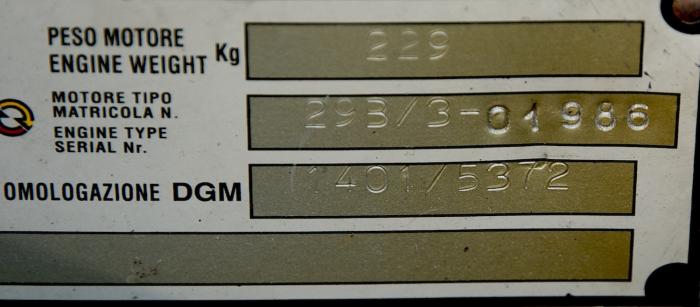 PESO MOTORE
ENGINE WEIGHT Kg 229
MOTORE TIPO
MATRICOLA N.
ENGINE TYPE
SERIAL Nr.
29B/3-01986
OMOLOGAZIONE DGM 1401/5372